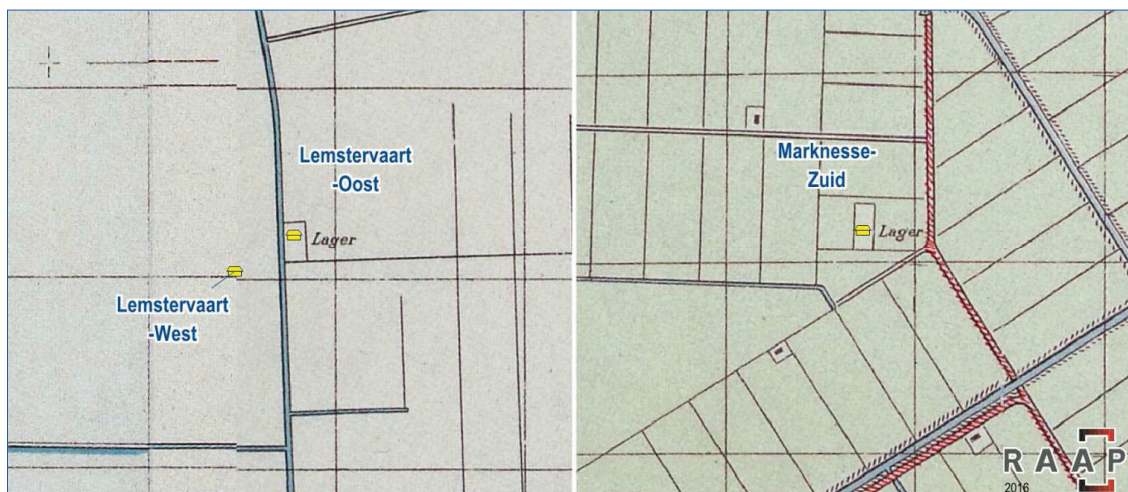 Lemstervaart
-Oost
Lager
Lemstervaart
-West
Marknesse-
Zuid
Lager
RAAP
2016